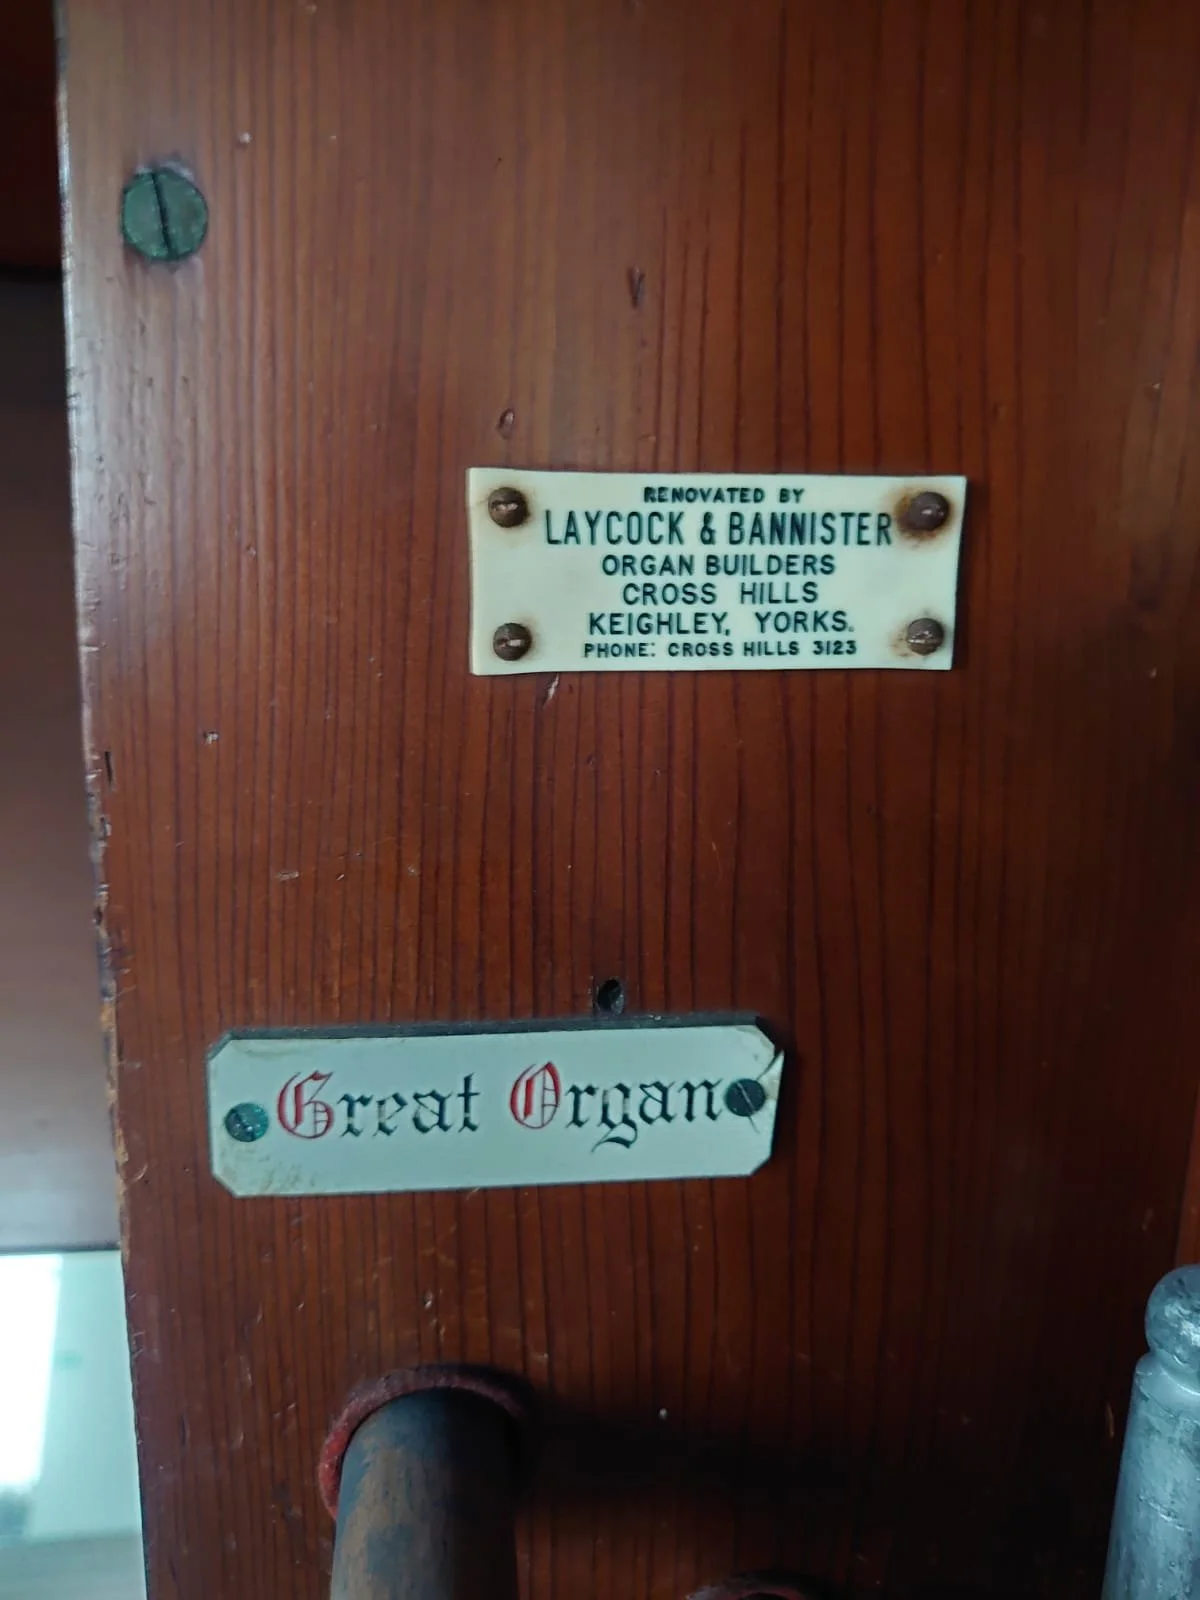 RENOVATED BY
LAYCOCK & BANNISTER
ORGAN BUILDERS
CROSS HILLS
KEIGHLEY, YORKS.
PHONE: CROSS HILLS 3123
Great Organ